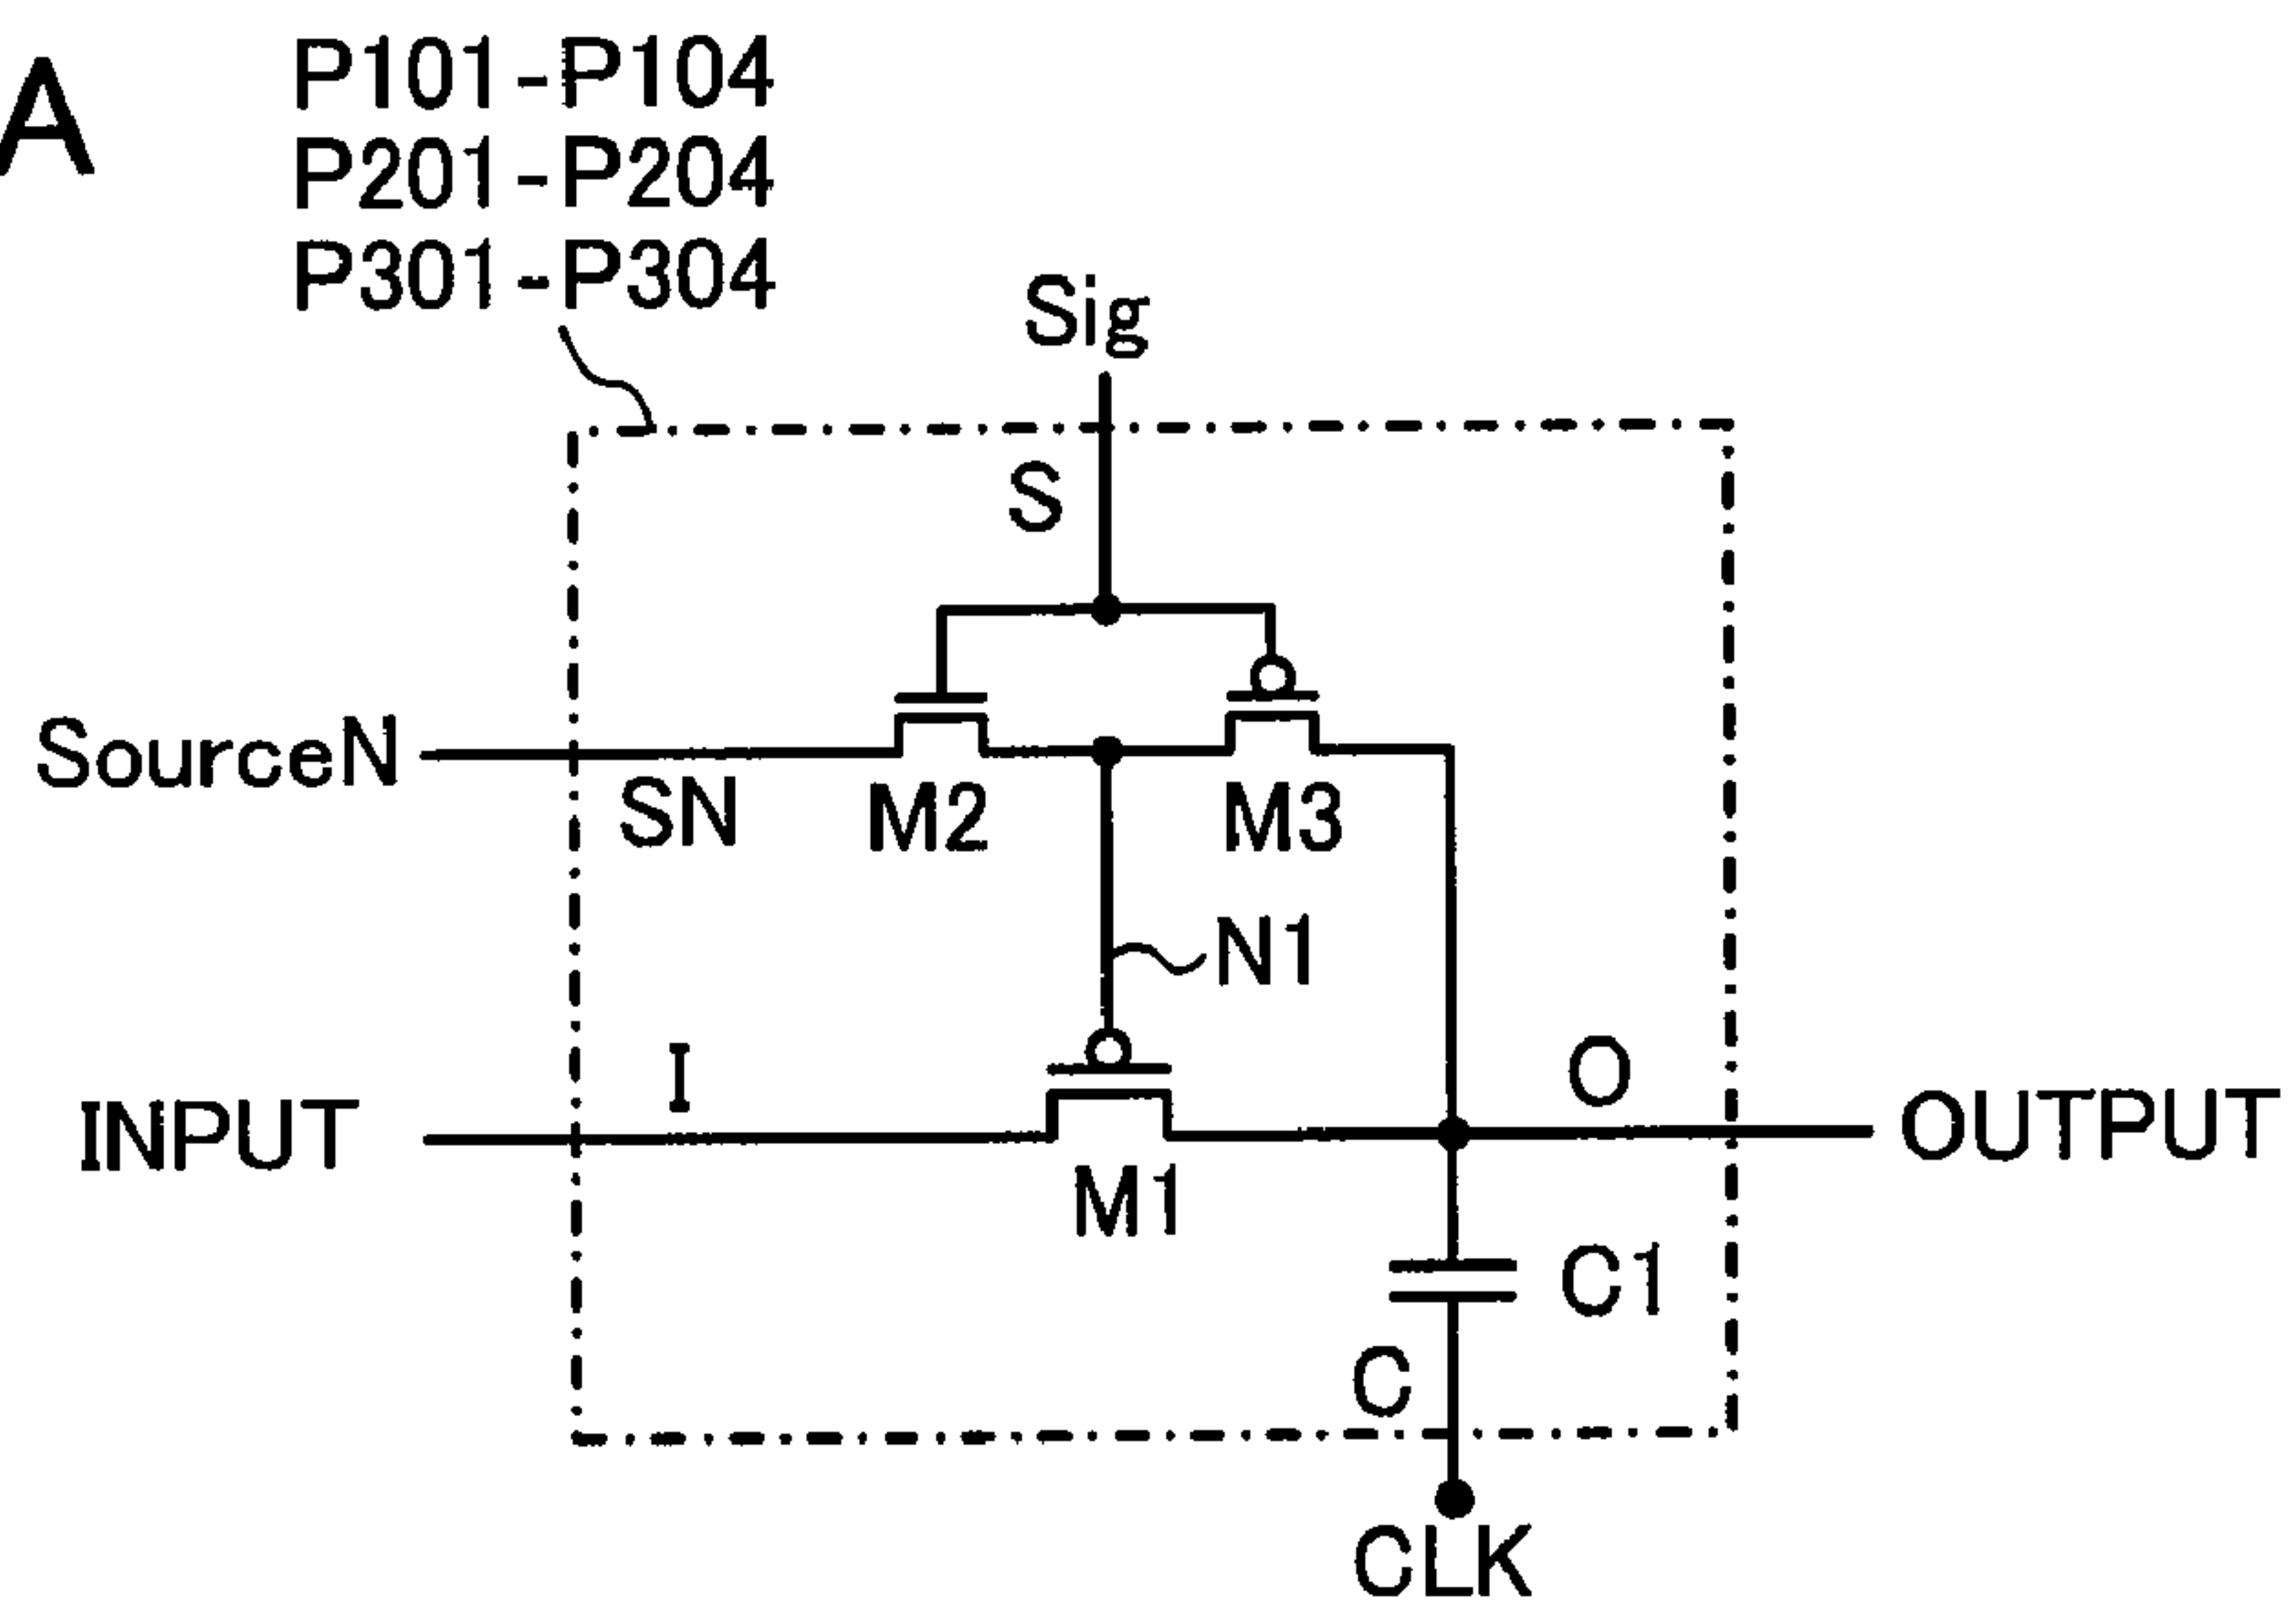 A
P101-P104
P201-P204
P301-P304
Sig
S
SourceN
SN
M2
M3
N1
I
O
INPUT
OUTPUT
M1
C1
C
CLK